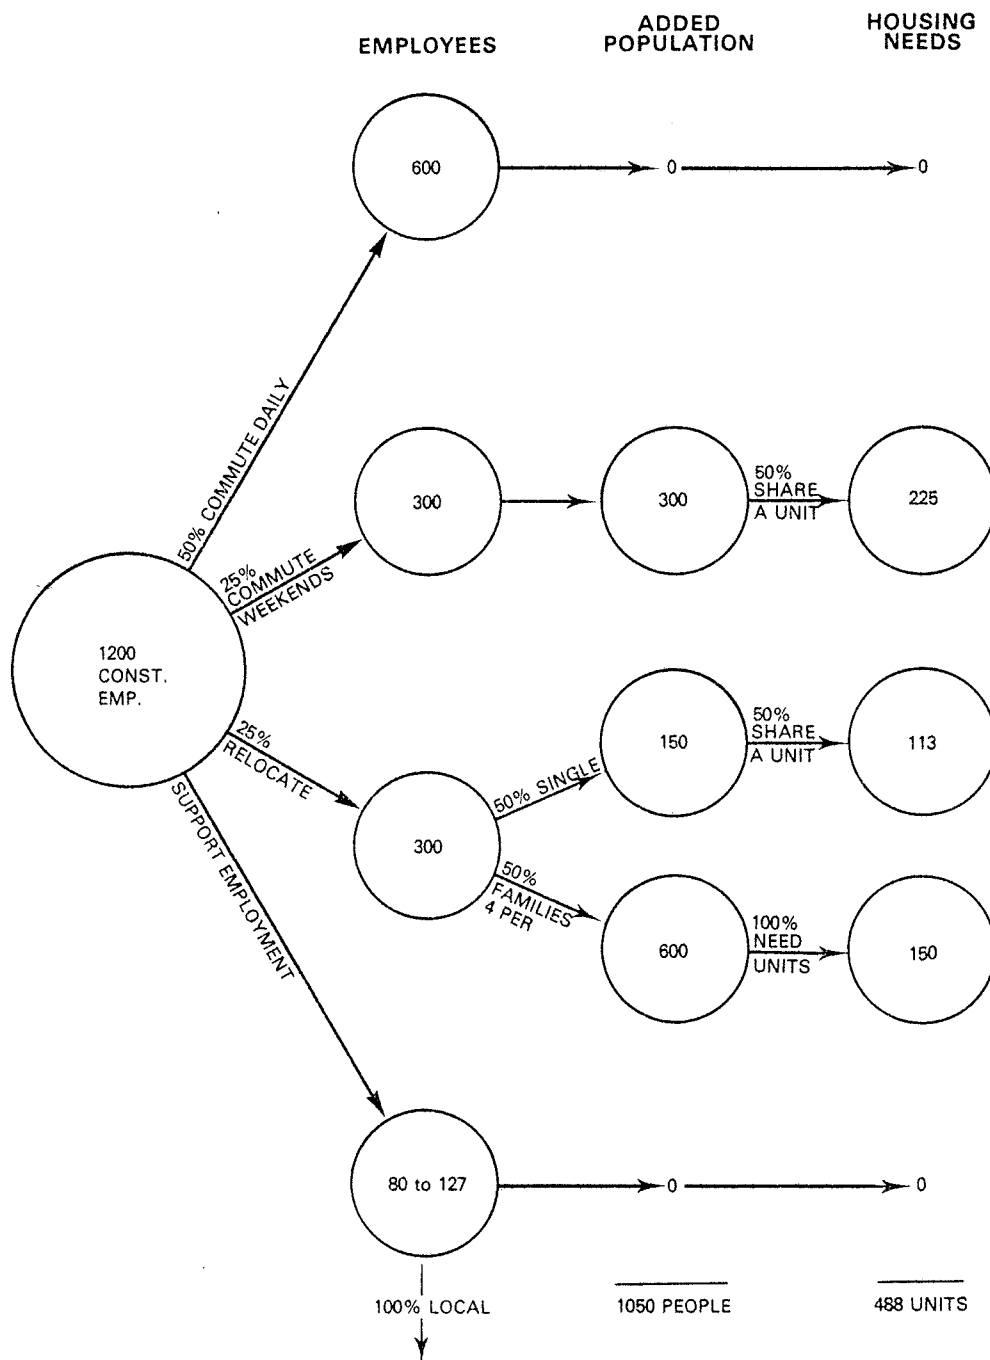 EMPLOYEES
ADDED
POPULATION
HOUSING
NEEDS
600
0
0
50% COMMUTE DAILY
300
300
50%
SHARE
A UNIT
225
25%
COMMUTE
WEEKENDS
1200
CONST.
EMP.
25%
RELOCATE
300
50% SINGLE
150
50%
SHARE
A UNIT
113
50%
FAMILIES
4 PER
600
100%
NEED
UNITS
150
SUPPORT EMPLOYMENT
80 to 127
0
0
100% LOCAL
1050 PEOPLE
488 UNITS